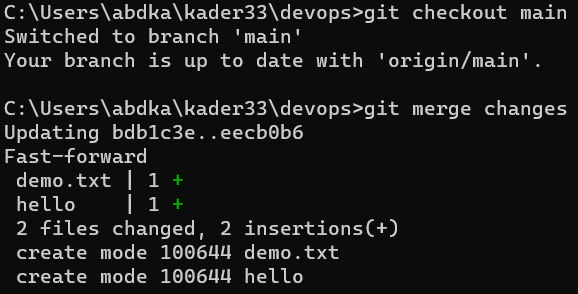 C:\Users\abdka\kader33\devops>git checkout main
Switched to branch 'main'
Your branch is up to date with 'origin/main'.

C:\Users\abdka\kader33\devops>git merge changes
Updating bdb1c3e..eecb0b6
Fast-forward
 demo.txt | 1 +
 hello    | 1 +
 2 files changed, 2 insertions(+)
 create mode 100644 demo.txt
 create mode 100644 hello